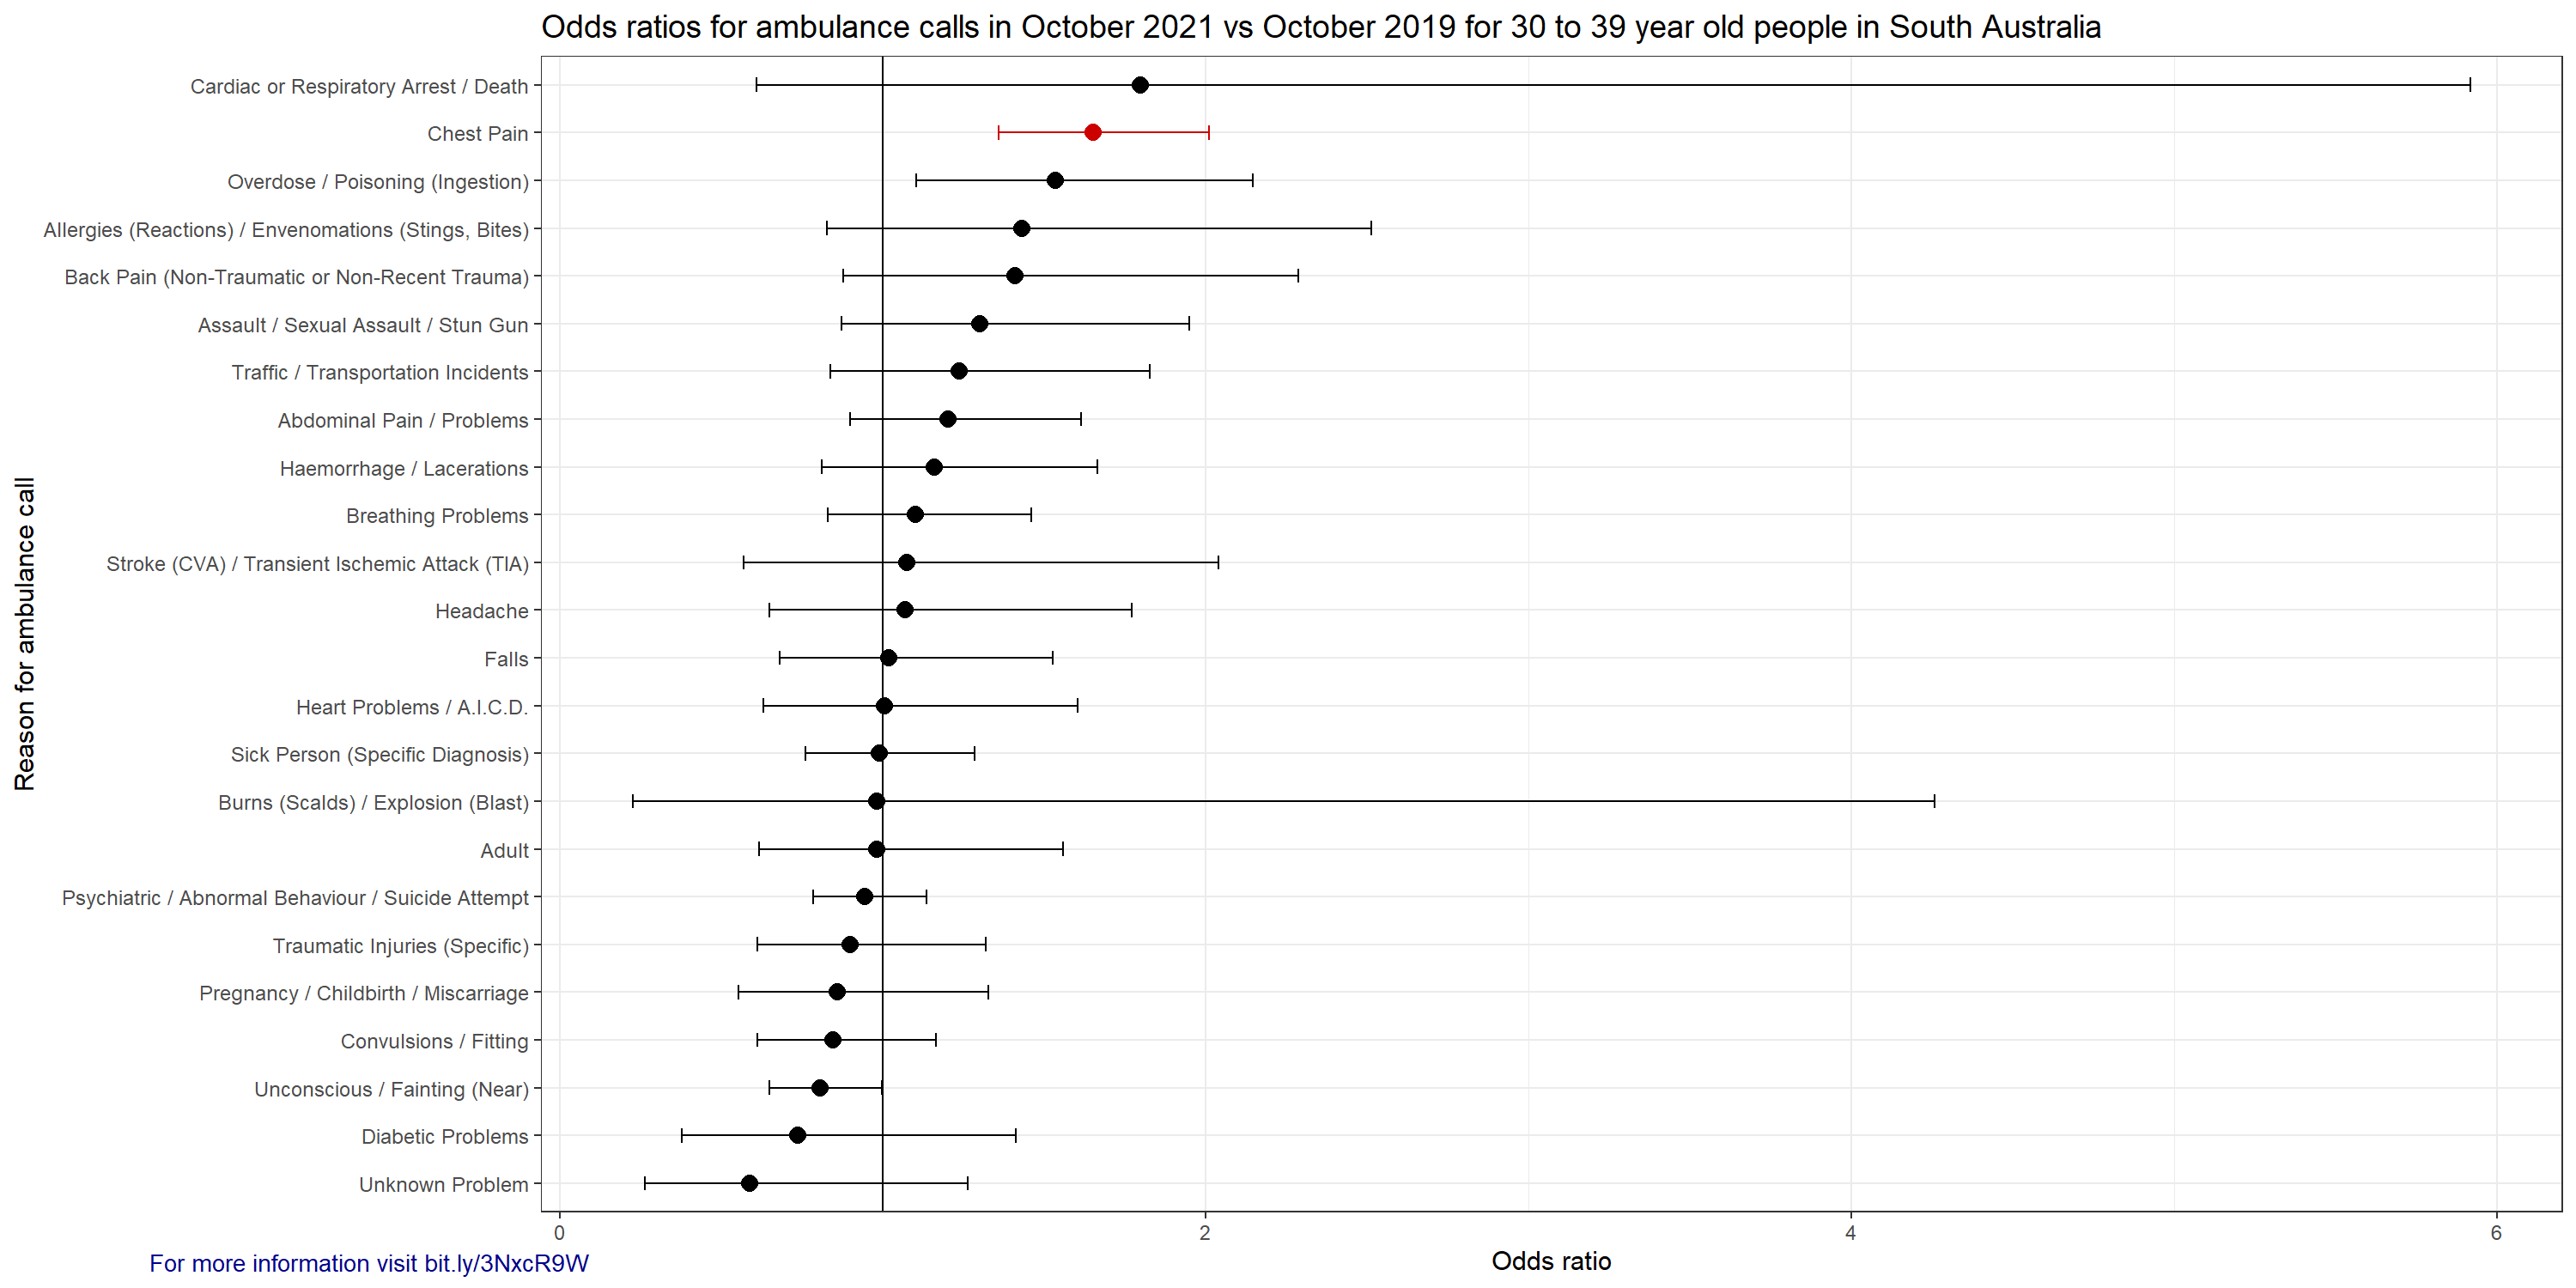 Odds ratios for ambulance calls in October 2021 vs October 2019 for 30 to 39 year old people in South Australia
Reason for ambulance call
Cardiac or Respiratory Arrest / Death
Chest Pain
Overdose / Poisoning (Ingestion)
Allergies (Reactions) / Envenomations (Stings, Bites)
Back Pain (Non-Traumatic or Non-Recent Trauma)
Assault / Sexual Assault / Stun Gun
Traffic / Transportation Incidents
Abdominal Pain / Problems
Haemorrhage / Lacerations
Breathing Problems
Stroke (CVA) / Transient Ischemic Attack (TIA)
Headache
Falls
Heart Problems / A.I.C.D.
Sick Person (Specific Diagnosis)
Burns (Scalds) / Explosion (Blast)
Adult
Psychiatric / Abnormal Behaviour / Suicide Attempt
Traumatic Injuries (Specific)
Pregnancy / Childbirth / Miscarriage
Convulsions / Fitting
Unconscious / Fainting (Near)
Diabetic Problems
Unknown Problem
0 2 4 6
Odds ratio
For more information visit bit.ly/3NxcR9W